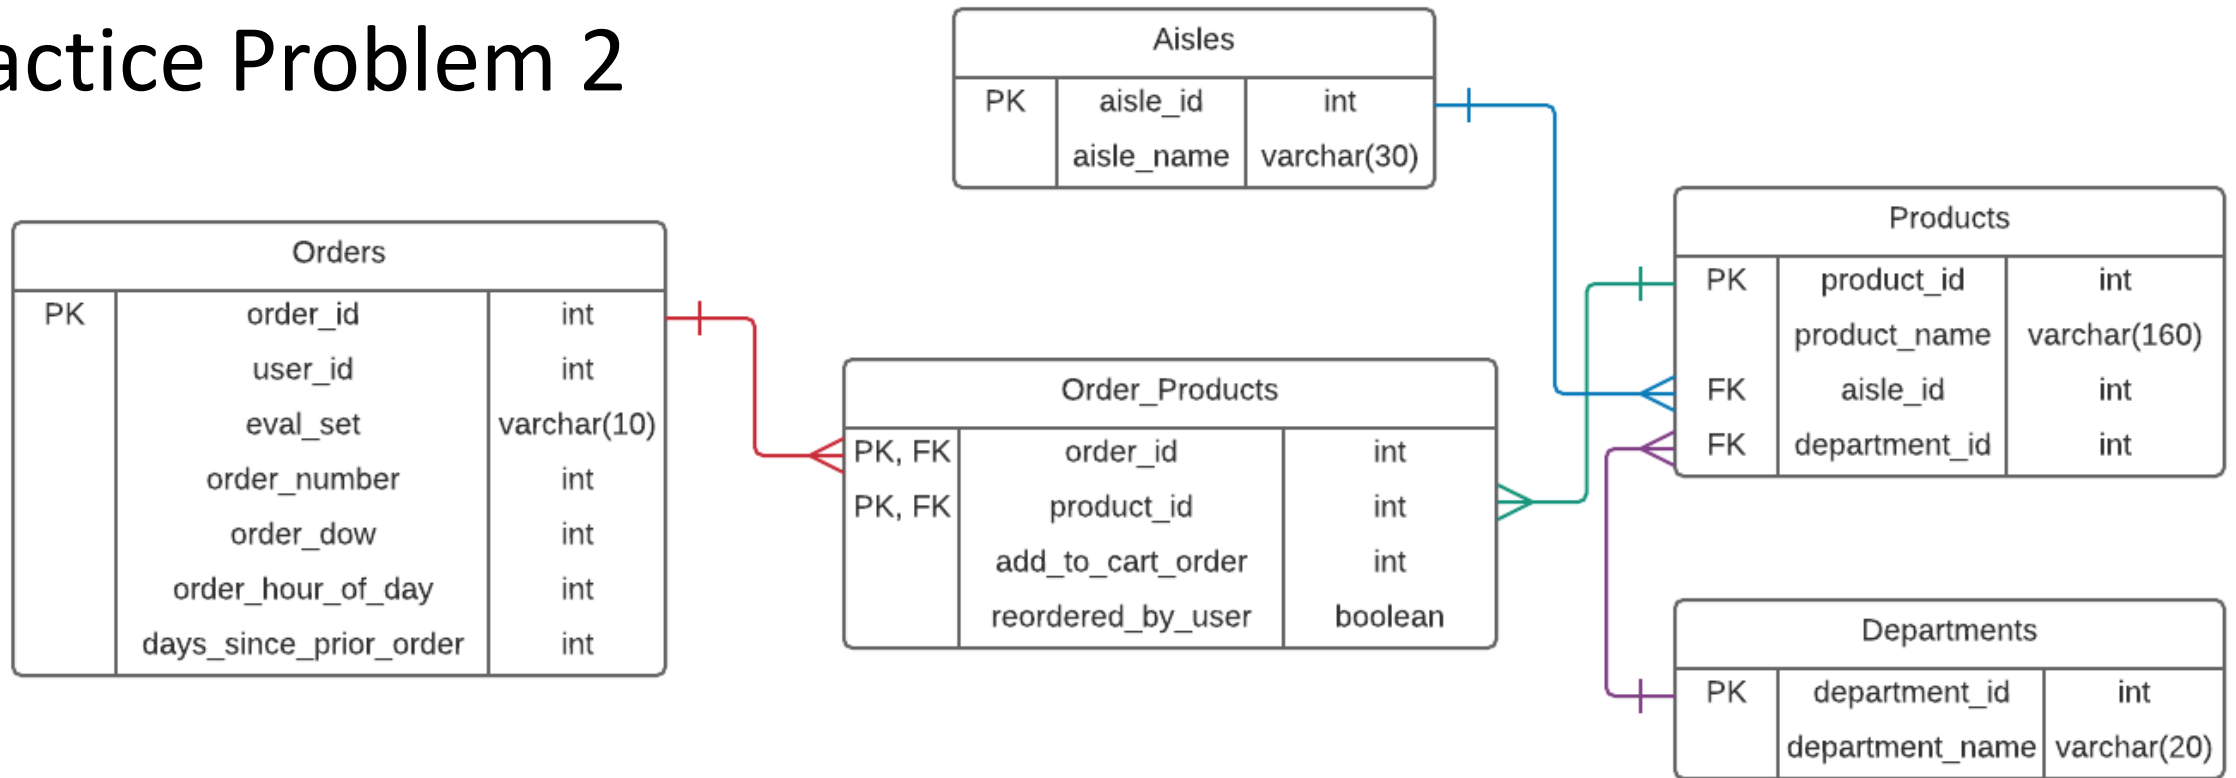 actice Problem 2
Aisles
PK aisle_id int
aisle_name varchar(30)
Orders
PK order_id int
user_id int
eval_set varchar(10)
order_number int
order_dow int
order_hour_of_day int
days_since_prior_order int
Order_Products
PK, FK order_id int
PK, FK product_id int
add_to_cart_order int
reordered_by_user boolean
Products
PK product_id int
product_name varchar(160)
FK aisle_id int
FK department_id int
Departments
PK department_id int
department_name varchar(20)